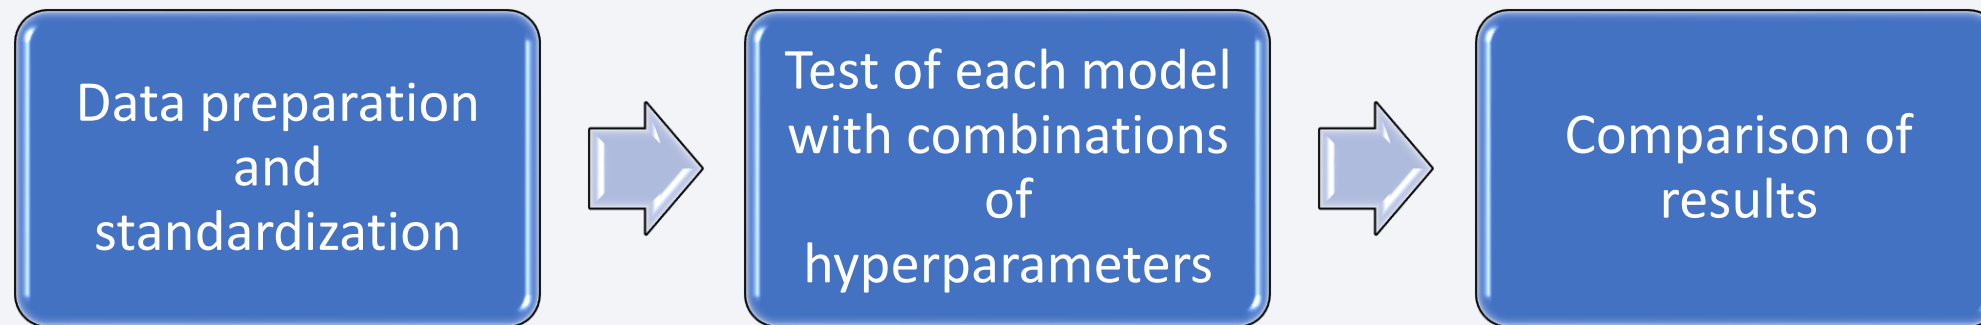 Data preparation
and
standardization
Test of each model
with combinations
of
hyperparameters
Comparison of
results